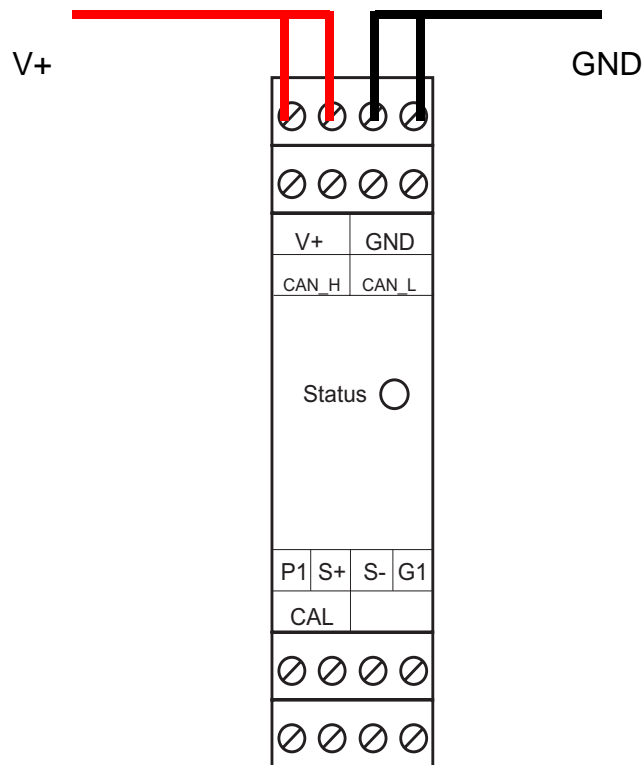 V+ GND
V+ GND
CAN_H CAN_L
Status
P1 S+ S- G1
CAL